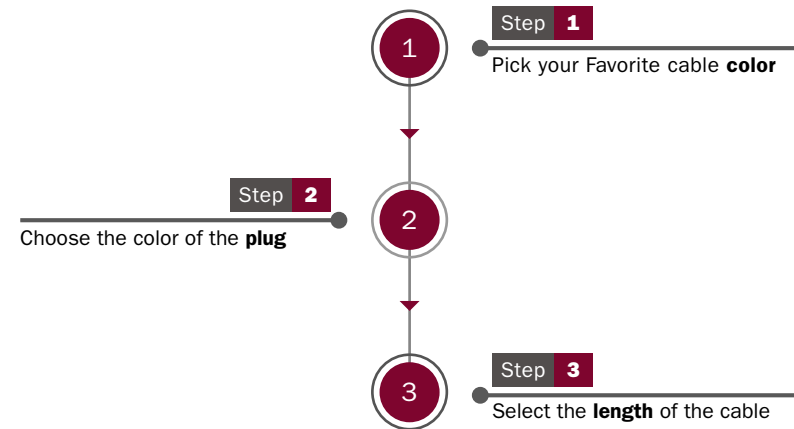 1
Step 1
Pick your Favorite cable color
Step 2
2
Choose the color of the plug
3
Step 3
Select the length of the cable